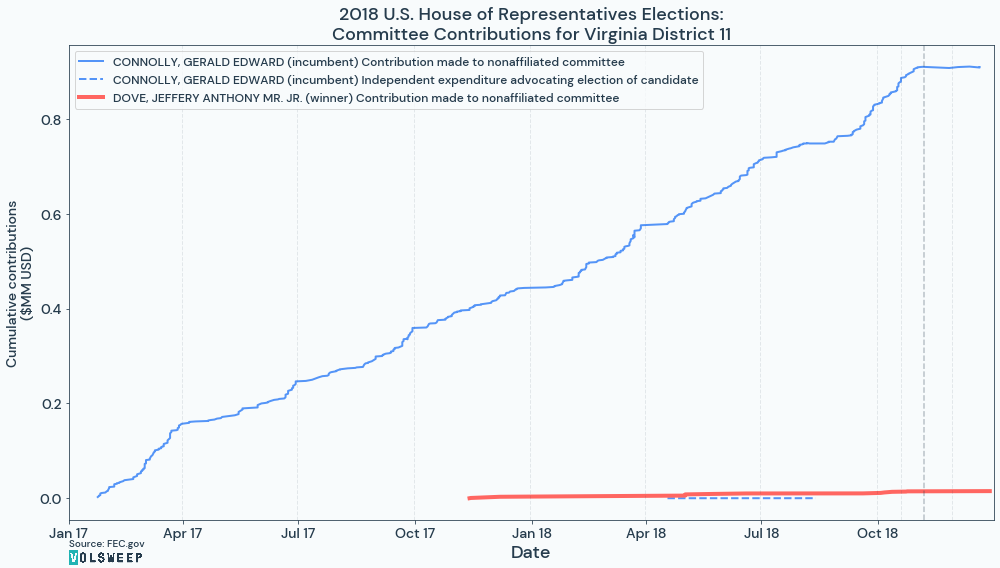 2018 U.S. House of Representatives Elections:
Committee Contributions for Virginia District 11
CONNOLLY, GERALD EDWARD (incumbent) Contribution made to nonaffiliated committee
CONNOLLY, GERALD EDWARD (incumbent) Independent expenditure advocating election of candidate
DOVE, JEFFERY ANTHONY MR. JR. (winner) Contribution made to nonaffiliated committee
Cumulative contributions
($MM USD)
0.8
0.6
0.4
0.2
0.0
Jan 17 Apr 17 Jul 17 Oct 17 Jan 18 Apr 18 Jul 18 Oct 18
Date
Source: FEC.gov
VOLSWEEP